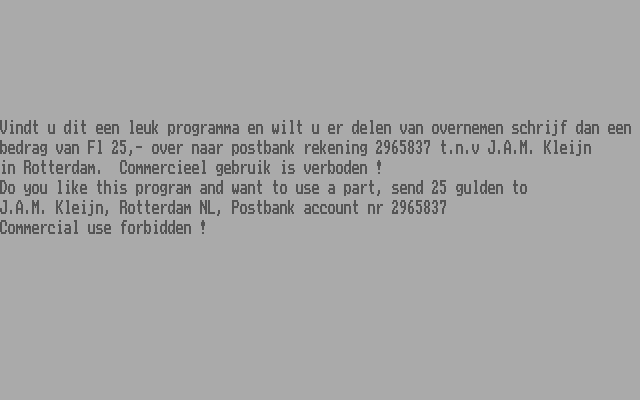 Vindt u dit een leuk programma en wilt u er delen van overnemen schrijf dan een
bedrag van Fl 25,- over naar postbank rekening 2965837 t.n.v J.A.M. Kleijn
in Rotterdam.  Commercieel gebruik is verboden !
Do you like this program and want to use a part, send 25 gulden to
J.A.M. Kleijn, Rotterdam NL, Postbank account nr 2965837
Commercial use forbidden !